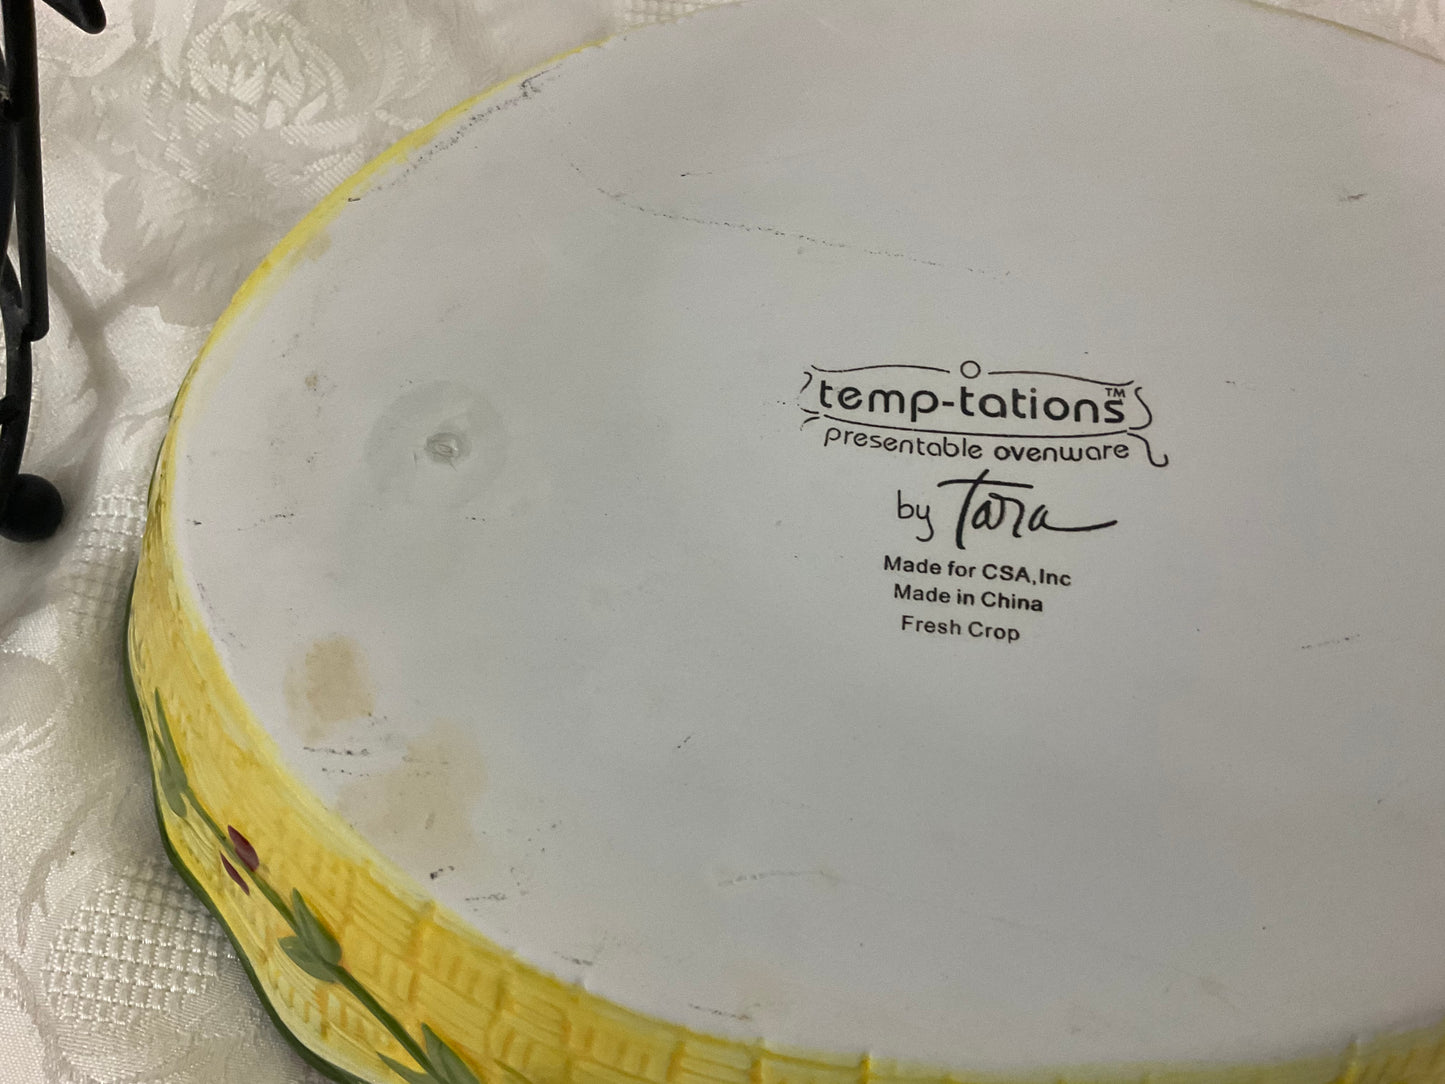 temp-tations™
presentable ovenware
by Tara
Made for CSA,Inc
Made in China
Fresh Crop